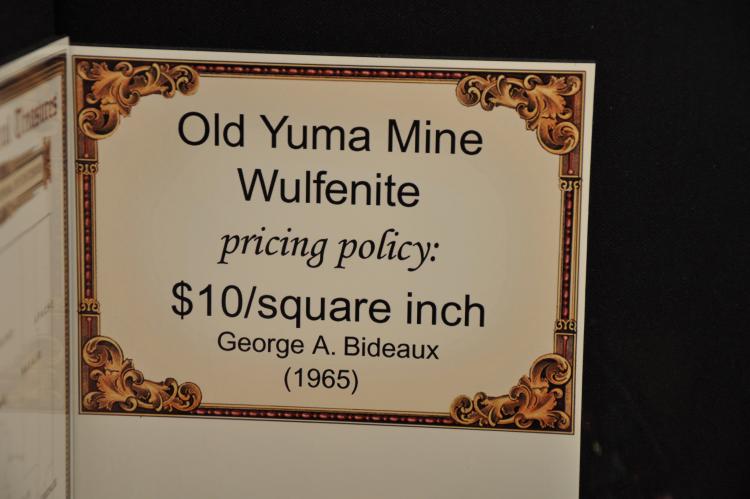 Old Yuma Mine
Wulfenite
pricing policy:
$10/square inch
George A. Bideaux
(1965)